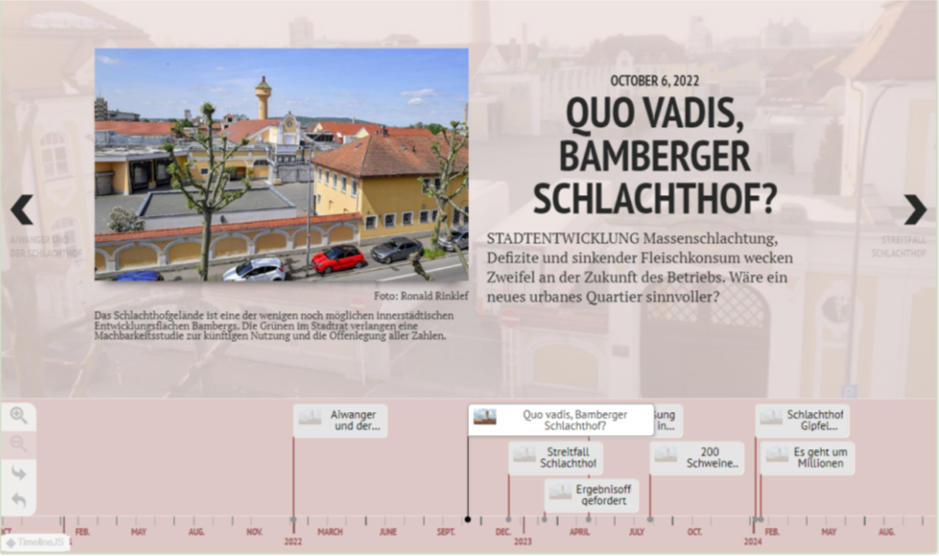 OCTOBER 6, 2022
QUO VADIS,
BAMBERGER
SCHLACHTHOF?
STADTENTWICKLUNG Massenschlachtung,
Defizite und sinkender Fleischkonsum wecken
Zweifel an der Zukunft des Betriebs. Wäre ein
neues urbanes Quartier sinnvoller?
Foto: Ronald Rinklef
Das Schlachthofgelände ist eine der wenigen noch möglichen innerstädtischen
Entwicklungsflächen Bambergs. Die Grünen im Stadtrat verlangen eine
Machbarkeitsstudie zur künftigen Nutzung und die Offenlegung aller Zahlen.
AIWANGER UND
DER SCHLACHTHOF
STREITFALL
SCHLACHTHOF
Aiwanger
und der...
Quo vadis, Bamberger
Schlachthof?
ung
in...
Schlachthof
Gipfel...
Streitfall
Schlachthof
200
Schweine..
Es geht um
Millionen
Ergebnisoff
gefordert
FEB. MAY AUG. NOV. MARCH JUNE SEPT. DEC. APRIL JULY OCT. FEB. MAY AUG.
2022 2023 2024
TimelineJS